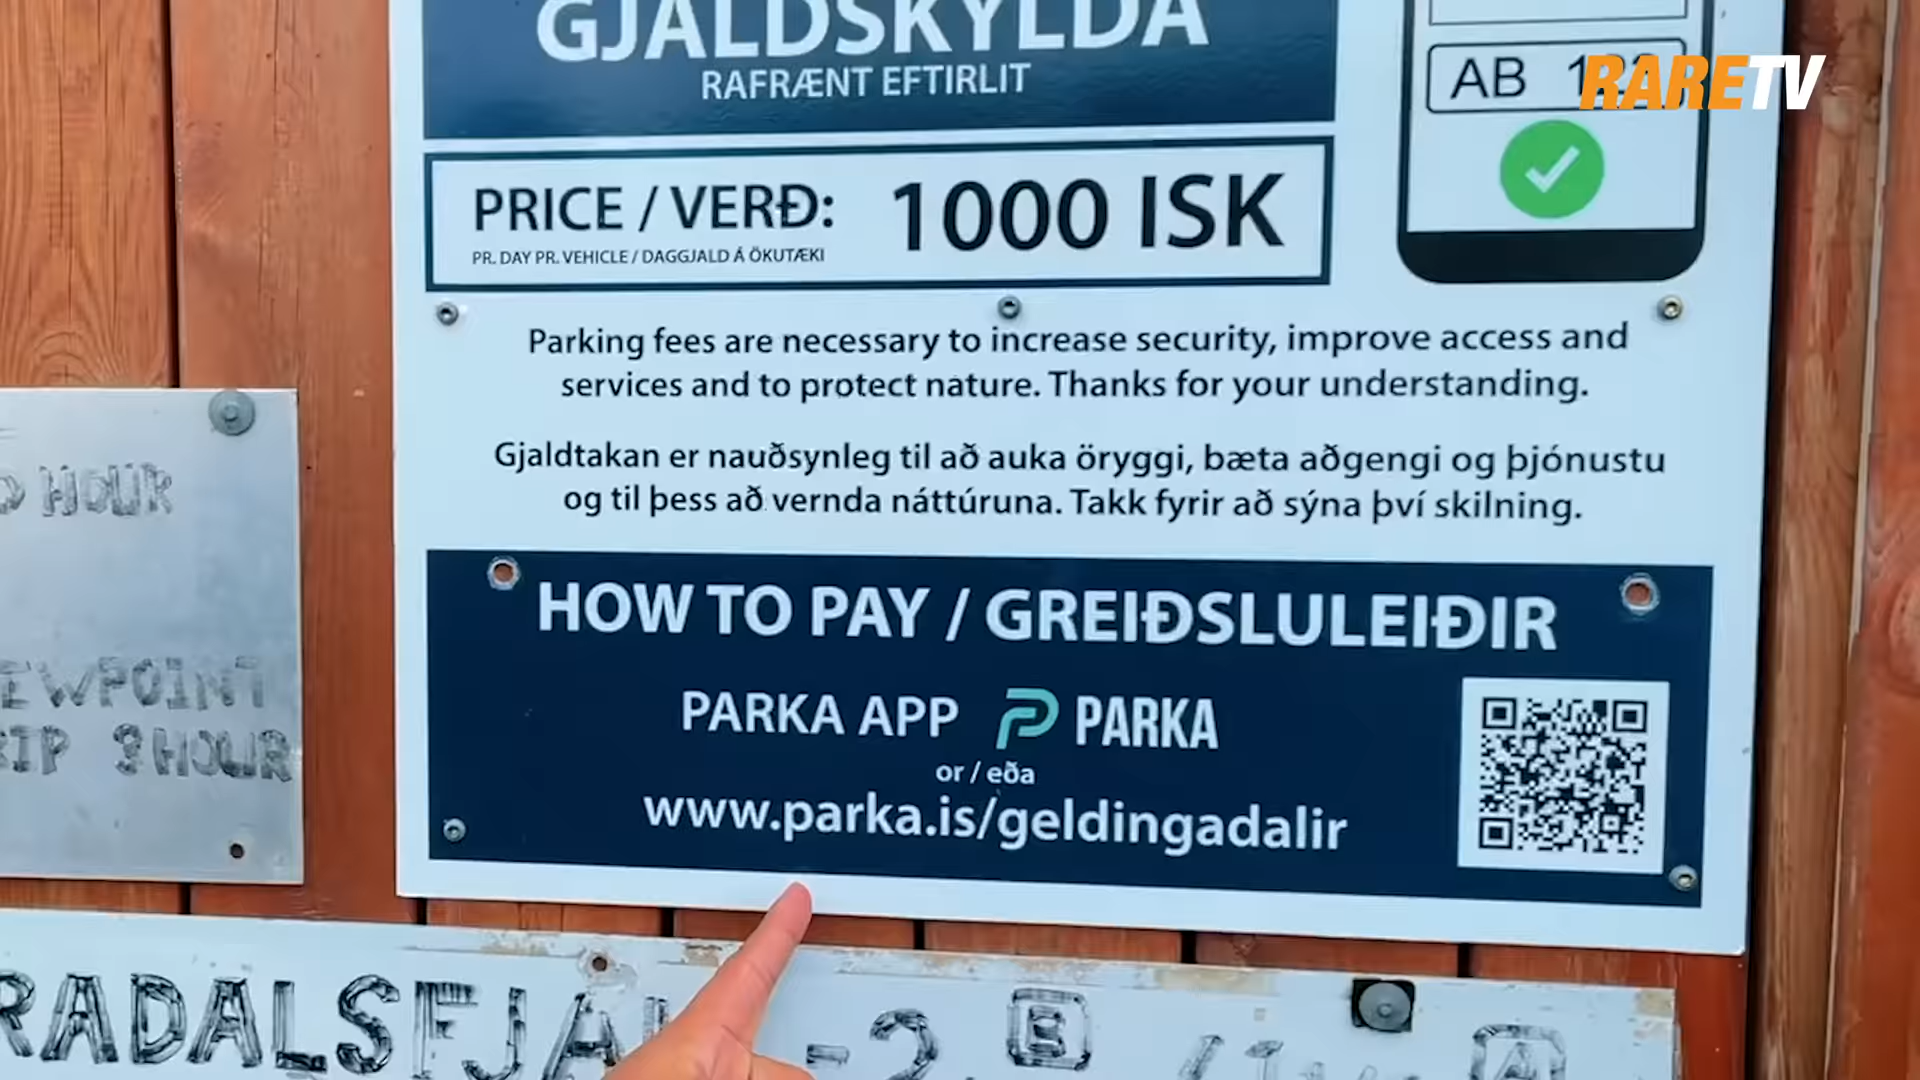 GJALDSKYLDA
RAFRÆNT EFTIRLIT
AB
RARETV
PRICE / VERÐ: 1000 ISK
PR. DAY PR. VEHICLE / DAGGJALD Á ÖKUTÆKI
Parking fees are necessary to increase security, improve access and
services and to protect nature. Thanks for your understanding.
Gjaldtakan er nauðsynleg til að auka öryggi, bæta aðgengi og þjónustu
og til þess að vernda náttúruna. Takk fyrir að sýna því skilning.
HOW TO PAY / GREIÐSLULEIÐIR
PARKA APP PARKA
or / eða
www.parka.is/geldingadalir
HOUR
3 HOUR